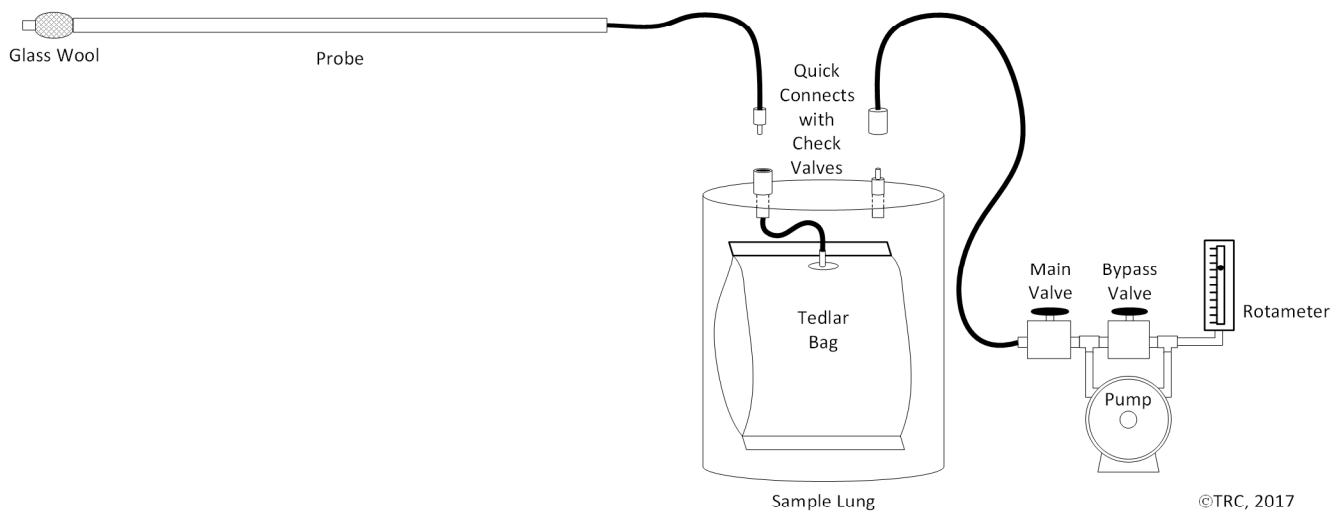 Glass Wool
Probe
Quick
Connects
with
Check
Valves
Main
Valve
Bypass
Valve
Rotameter
Tedlar
Bag
Pump
Sample Lung
©TRC, 2017